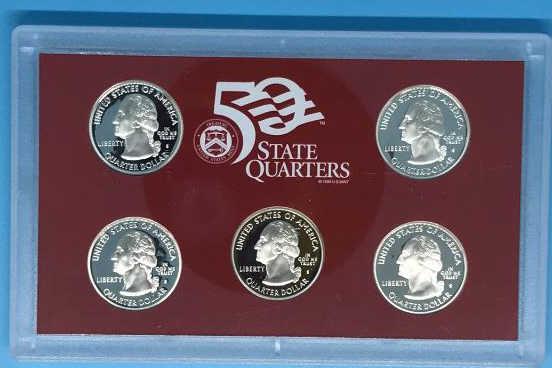 UNITED STATES OF AMERICA
LIBERTY
IN GOD WE TRUST
S
QUARTER DOLLAR
50
TM
STATE
QUARTERS
© 1999 U.S. MINT
UNITED STATES OF AMERICA
LIBERTY
IN GOD WE TRUST
S
QUARTER DOLLAR
UNITED STATES OF AMERICA
LIBERTY
IN GOD WE TRUST
S
QUARTER DOLLAR
UNITED STATES OF AMERICA
LIBERTY
IN GOD WE TRUST
S
QUARTER DOLLAR
UNITED STATES OF AMERICA
LIBERTY
IN GOD WE TRUST
S
QUARTER DOLLAR